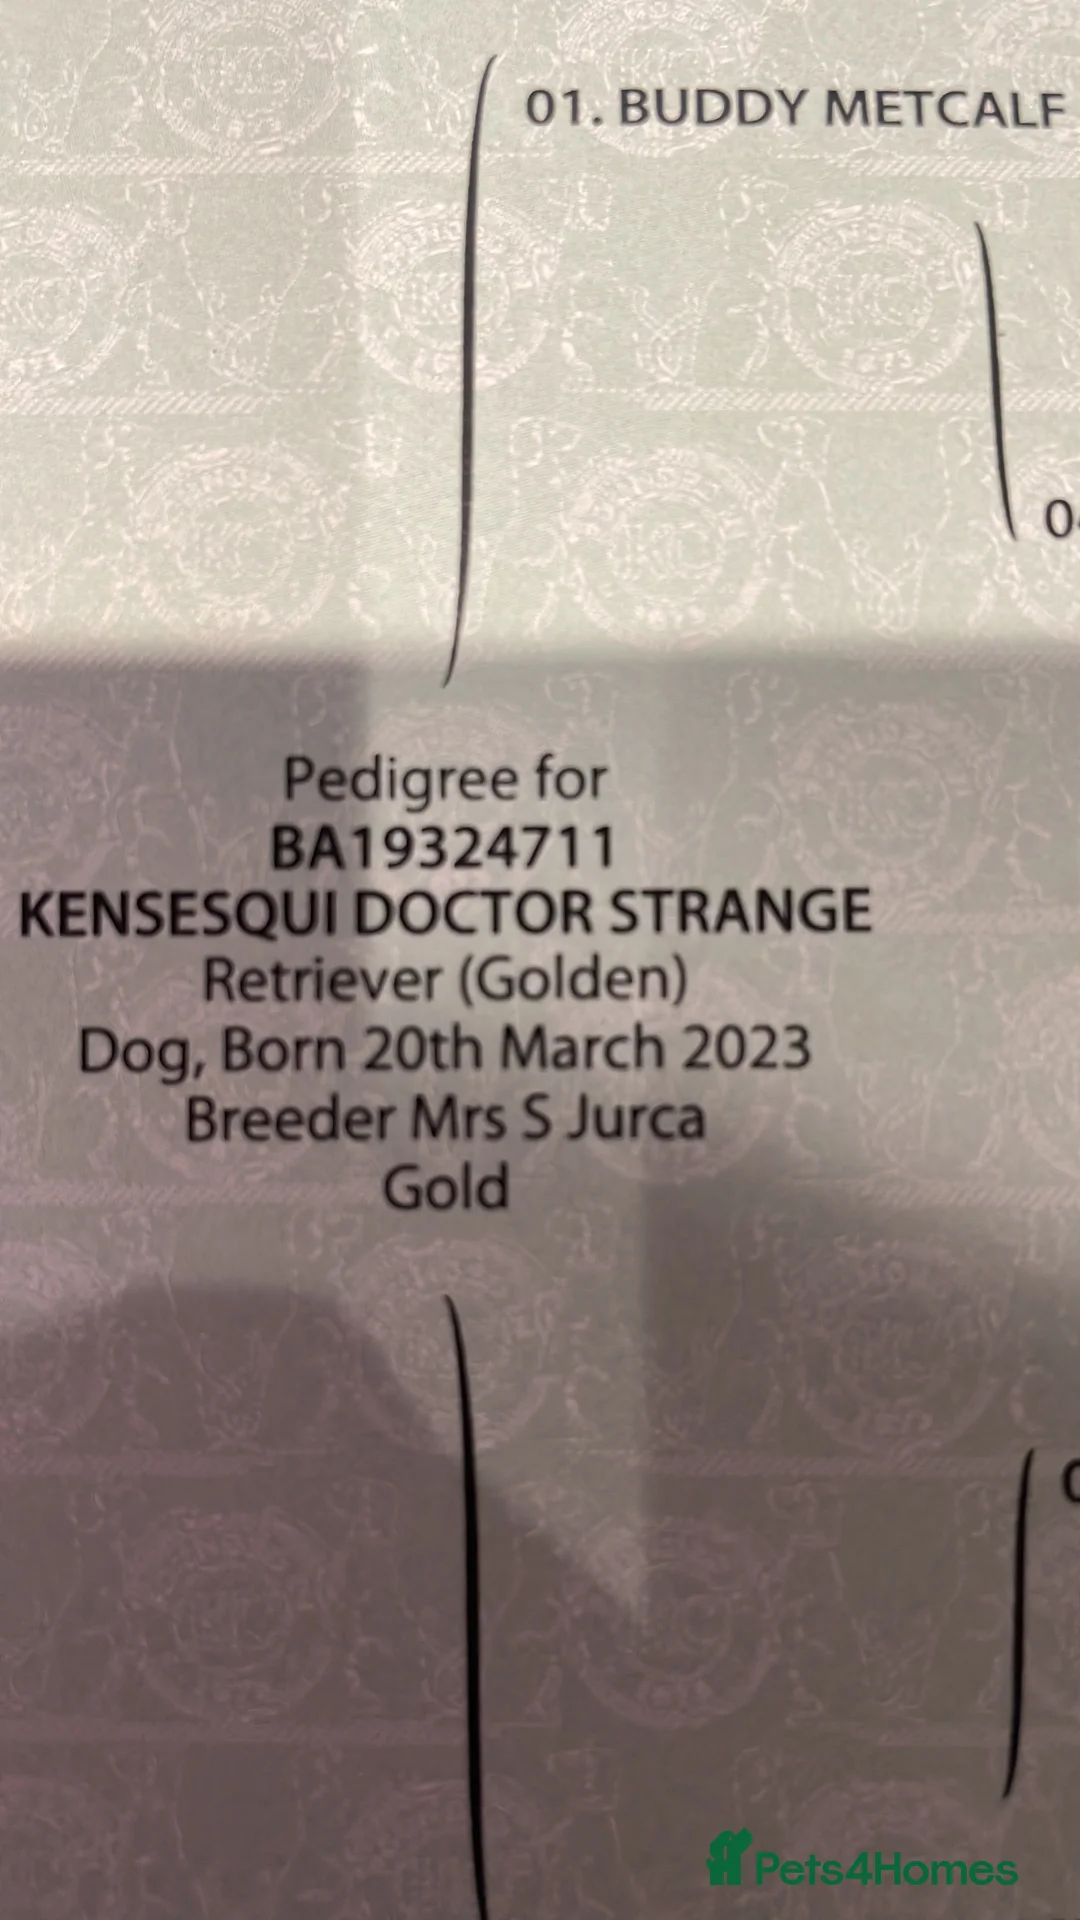 01. BUDDY METCALF
Pedigree for
BA19324711
KENSESQUI DOCTOR STRANGE
Retriever (Golden)
Dog, Born 20th March 2023
Breeder Mrs S Jurca
Gold
Pets4Homes